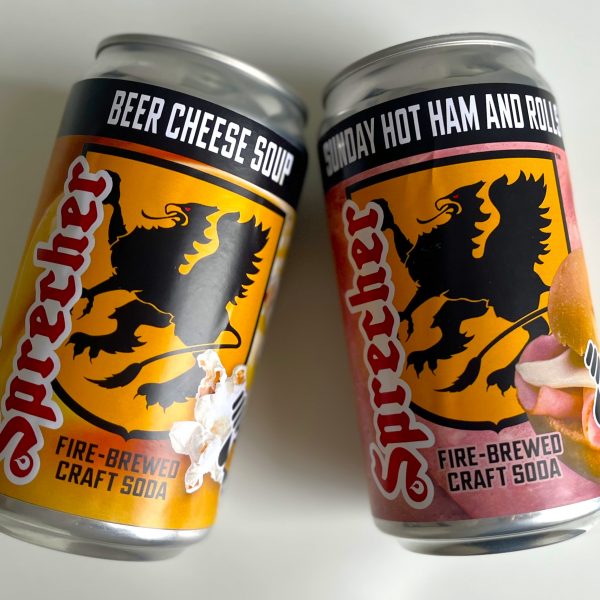 BEER CHEESE SOUP
Sprecher
FIRE-BREWED
CRAFT SODA
SUNDAY HOT HAM AND ROLLS
Sprecher
FIRE-BREWED
CRAFT SODA